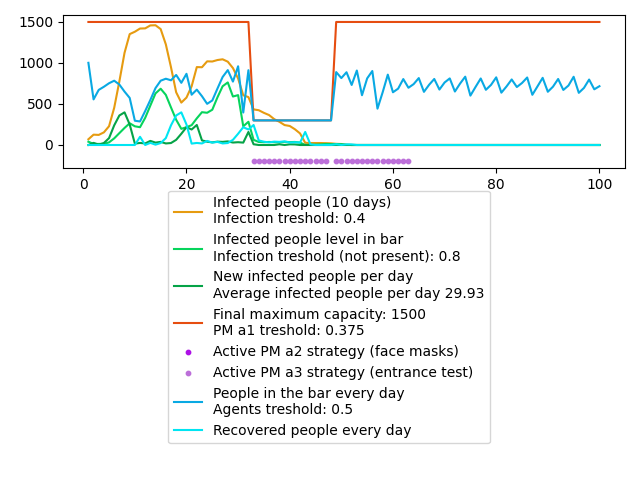 1500
1000
500
0
0
20
40
60
80
100
Infected people (10 days)
Infection treshold: 0.4
Infected people level in bar
Infection treshold (not present): 0.8
New infected people per day
Average infected people per day 29.93
Final maximum capacity: 1500
PM a1 treshold: 0.375
Active PM a2 strategy (face masks)
Active PM a3 strategy (entrance test)
People in the bar every day
Agents treshold: 0.5
Recovered people every day